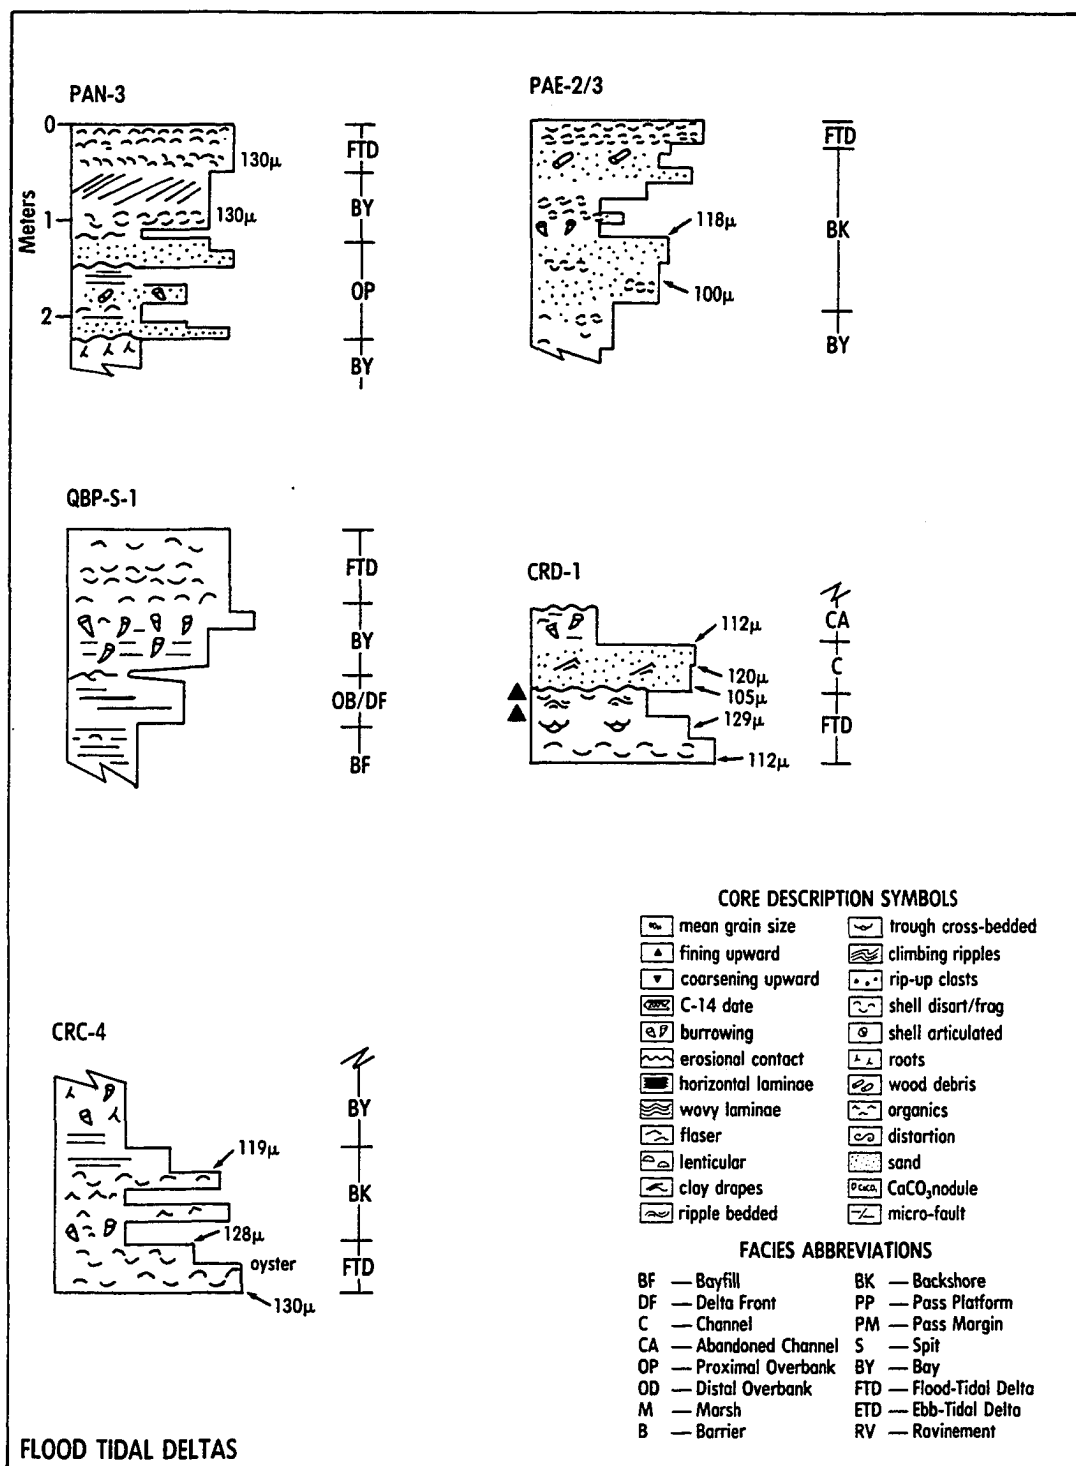 PAN-3
0
Meters
1
2
130μ
130μ
FTD
BY
OP
BY
PAE-2/3
118μ
100μ
FTD
BK
BY
QBP-S-1
FTD
BY
OB/DF
BF
CRD-1
112μ
120μ
105μ
129μ
112μ
CA
C
FTD
CRC-4
119μ
128μ
oyster
130μ
BY
BK
FTD
CORE DESCRIPTION SYMBOLS
mean grain size
fining upward
coarsening upward
C-14 date
burrowing
erosional contact
horizontal laminae
wavy laminae
flaser
lenticular
clay drapes
ripple bedded
trough cross-bedded
climbing ripples
rip-up clasts
shell disart/frag
shell articulated
roots
wood debris
organics
distortion
sand
CaCO₃nodule
micro-fault
FACIES ABBREVIATIONS
BF — Bayfill
DF — Delta Front
C — Channel
CA — Abandoned Channel
OP — Proximal Overbank
OD — Distal Overbank
M — Marsh
B — Barrier
BK — Backshore
PP — Pass Platform
PM — Pass Margin
S — Spit
BY — Bay
FTD — Flood-Tidal Delta
ETD — Ebb-Tidal Delta
RV — Ravinement
FLOOD TIDAL DELTAS